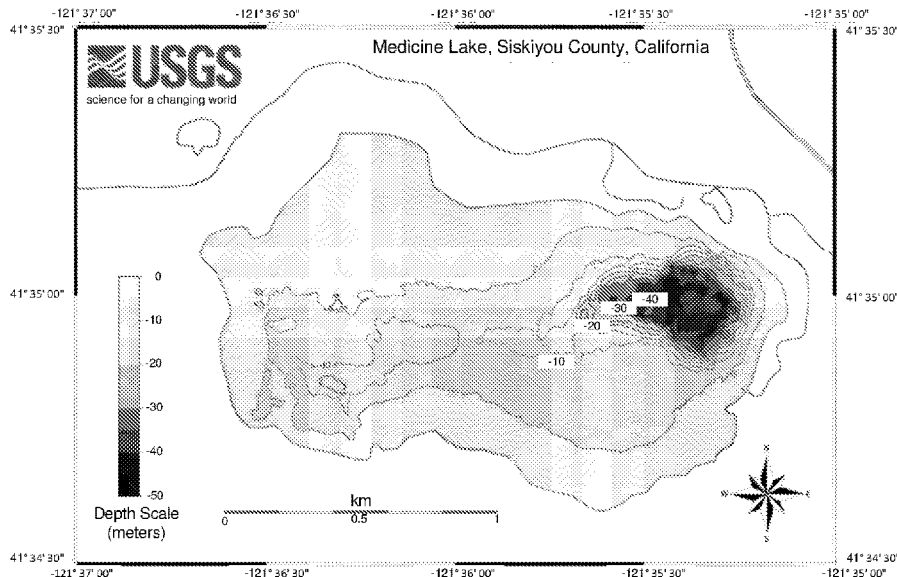 -121°37'00" -121°36'30" -121°36'00" -121°35'30" -121°35'00"
41°35'30" 41°35'30"
Medicine Lake, Siskiyou County, California
USGS
science for a changing world
41°35'00" 41°35'00"
0
-10
-20
-30
-40
-50
Depth Scale
(meters)
-40
-30
-20
-10
km
0 0.5 1
N
W E
S
41°34'30" 41°34'30"
-121°37'00" -121°36'30" -121°36'00" -121°35'30" -121°35'00"